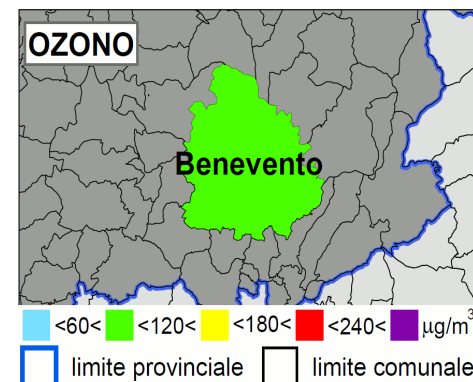 OZONO
Benevento
<60< <120< <180< <240< µg/m³
limite provinciale limite comunale